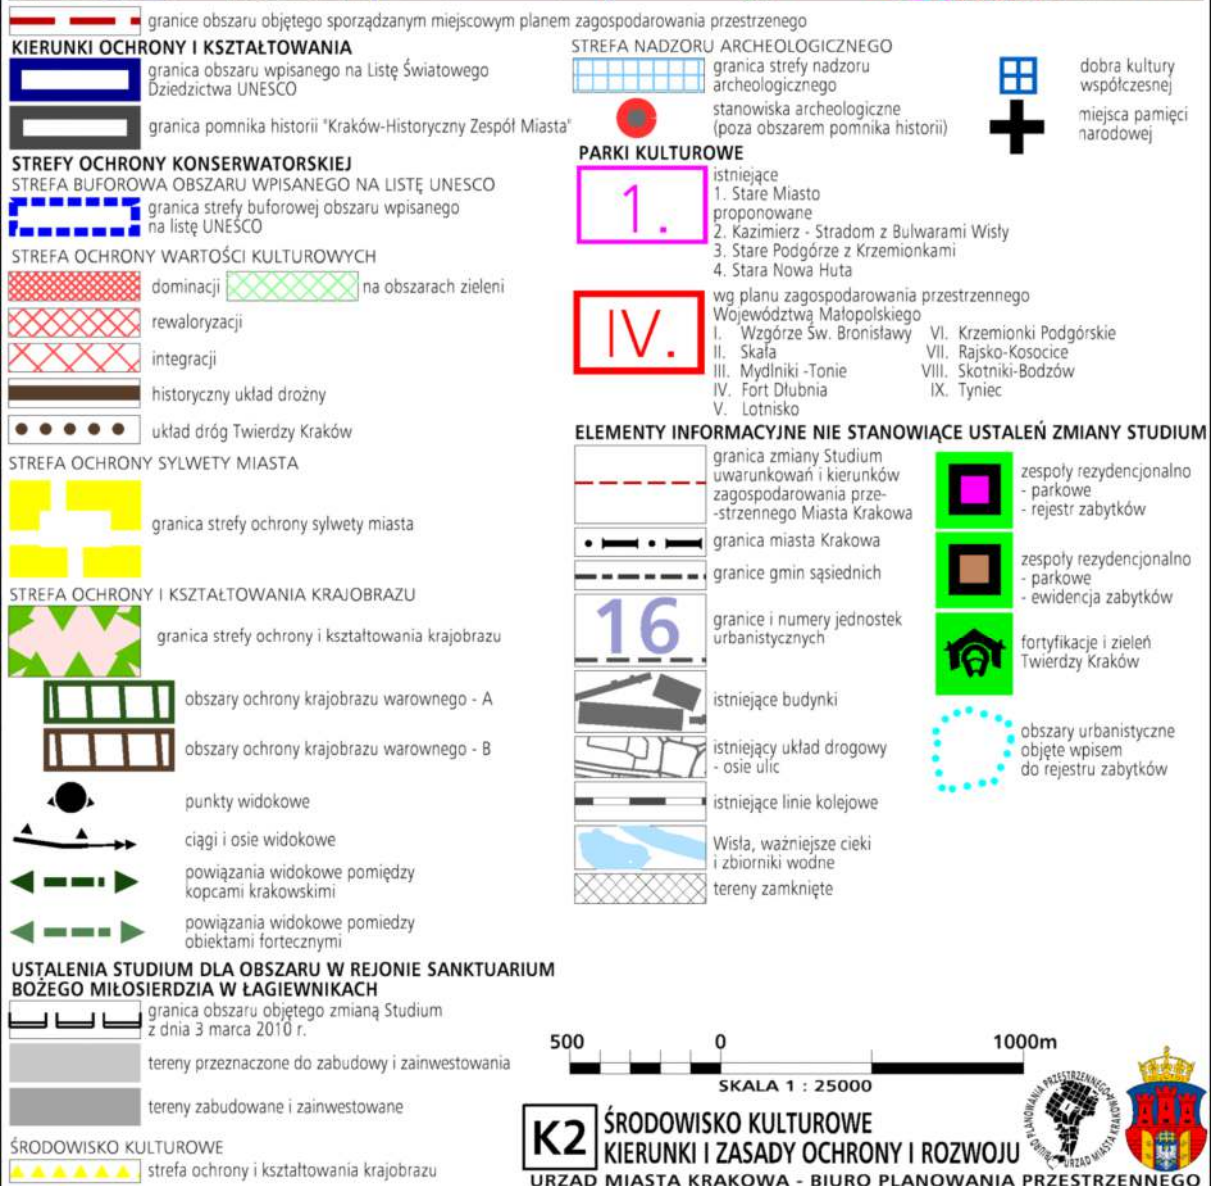 granice obszaru objętego sporządzanym miejscowym planem zagospodarowania przestrzenego
KIERUNKI OCHRONY I KSZTAŁTOWANIA
granica obszaru wpisanego na Listę Światowego
Dziedzictwa UNESCO
granica pomnika historii "Kraków-Historyczny Zespół Miasta"
STREFY OCHRONY KONSERWATORSKIEJ
STREFA BUFOROWA OBSZARU WPISANEGO NA LISTĘ UNESCO
granica strefy buforowej obszaru wpisanego
na listę UNESCO
STREFA OCHRONY WARTOŚCI KULTUROWYCH
dominacji
na obszarach zieleni
rewaloryzacji
integracji
historyczny układ drożny
układ dróg Twierdzy Kraków
STREFA OCHRONY SYLWETY MIASTA
granica strefy ochrony sylwety miasta
STREFA OCHRONY I KSZTAŁTOWANIA KRAJOBRAZU
granica strefy ochrony i kształtowania krajobrazu
obszary ochrony krajobrazu warownego - A
obszary ochrony krajobrazu warownego - B
punkty widokowe
ciągi i osie widokowe
powiązania widokowe pomiędzy
kopcami krakowskimi
powiązania widokowe pomiedzy
obiektami fortecznymi
USTALENIA STUDIUM DLA OBSZARU W REJONIE SANKTUARIUM
BOŻEGO MIŁOSIERDZIA W ŁAGIEWNIKACH
granica obszaru objętego zmianą Studium
z dnia 3 marca 2010 r.
tereny przeznaczone do zabudowy i zainwestowania
tereny zabudowane i zainwestowane
ŚRODOWISKO KULTUROWE
strefa ochrony i kształtowania krajobrazu
STREFA NADZORU ARCHEOLOGICZNEGO
granica strefy nadzoru
archeologicznego
stanowiska archeologiczne
(poza obszarem pomnika historii)
dobra kultury
współczesnej
miejsca pamięci
narodowej
PARKI KULTUROWE
1.
istniejące
1. Stare Miasto
proponowane
2. Kazimierz - Stradom z Bulwarami Wisły
3. Stare Podgórze z Krzemionkami
4. Stara Nowa Huta
IV.
wg planu zagospodarowania przestrzennego
Województwa Małopolskiego
I. Wzgórze Św. Bronisławy
II. Skała
III. Mydlniki -Tonie
IV. Fort Dłubnia
V. Lotnisko
VI. Krzemionki Podgórskie
VII. Rajsko-Kosocice
VIII. Skotniki-Bodzów
IX. Tyniec
ELEMENTY INFORMACYJNE NIE STANOWIĄCE USTALEŃ ZMIANY STUDIUM
granica zmiany Studium
uwarunkowań i kierunków
zagospodarowania prze-
-strzennego Miasta Krakowa
granica miasta Krakowa
granice gmin sąsiednich
16
granice i numery jednostek
urbanistycznych
istniejące budynki
istniejący układ drogowy
- osie ulic
istniejące linie kolejowe
Wisła, ważniejsze cieki
i zbiorniki wodne
tereny zamknięte
zespoły rezydencjonalno
- parkowe
- rejestr zabytków
zespoły rezydencjonalno
- parkowe
- ewidencja zabytków
fortyfikacje i zieleń
Twierdzy Kraków
obszary urbanistyczne
objęte wpisem
do rejestru zabytków
500 0 1000m
SKALA 1 : 25000
K2
ŚRODOWISKO KULTUROWE
KIERUNKI I ZASADY OCHRONY I ROZWOJU
BIURO PLANOWANIA PRZESTRZENNEGO
URZĄD MIASTA KRAKOWA
URZĄD MIASTA KRAKOWA - BIURO PLANOWANIA PRZESTRZENNEGO